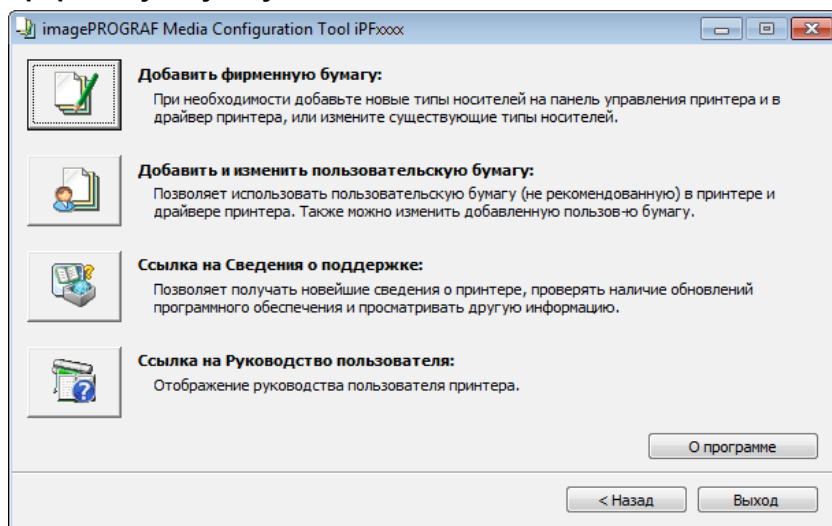 imagePROGRAF Media Configuration Tool iPFxxxx
Добавить фирменную бумагу:
При необходимости добавьте новые типы носителей на панель управления принтера и в
драйвер принтера, или измените существующие типы носителей.
Добавить и изменить пользовательскую бумагу:
Позволяет использовать пользовательскую бумагу (не рекомендованную) в принтере и
драйвере принтера. Также можно изменить добавленную пользов-ю бумагу.
Ссылка на Сведения о поддержке:
Позволяет получать новейшие сведения о принтере, проверять наличие обновлений
программного обеспечения и просматривать другую информацию.
Ссылка на Руководство пользователя:
Отображение руководства пользователя принтера.
О программе
< Назад
Выход